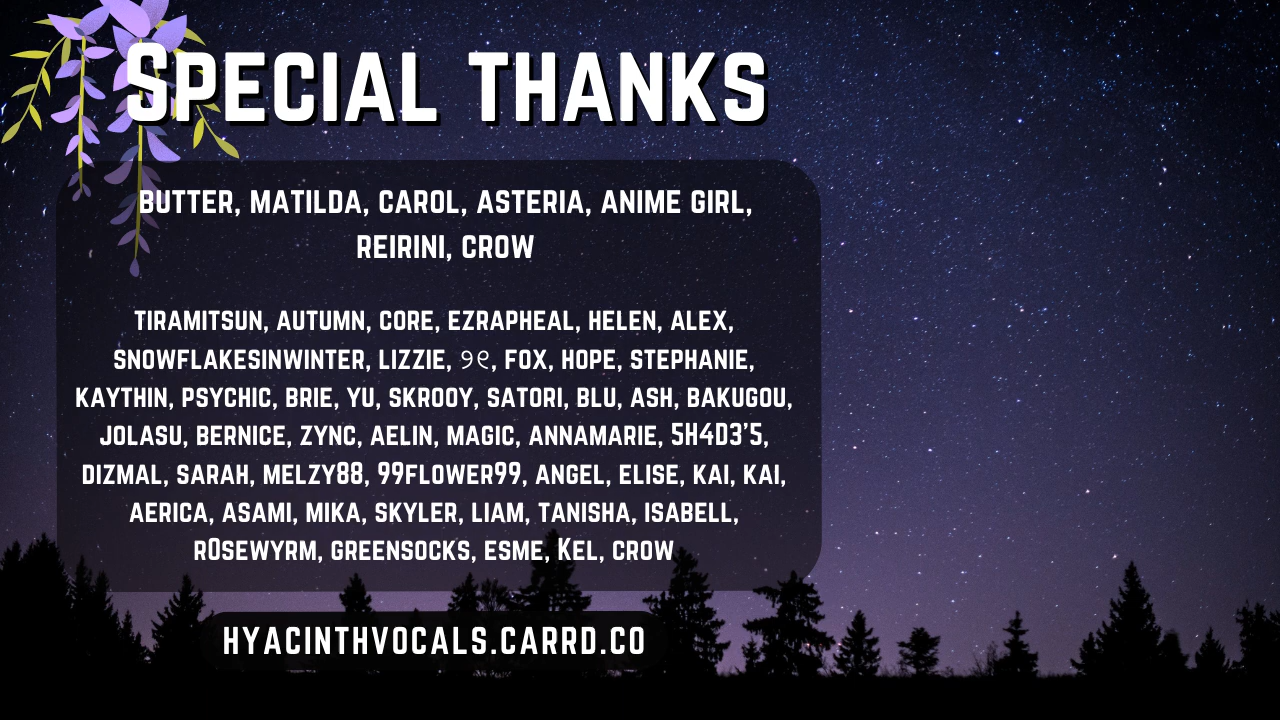 SPECIAL THANKS
BUTTER, MATILDA, CAROL, ASTERIA, ANIME GIRL,
REIRINI, CROW
TIRAMITSUN, AUTUMN, CORE, EZRAPHEAL, HELEN, ALEX,
SNOWFLAKESINWINTER, LIZZIE, ୨୧, FOX, HOPE, STEPHANIE,
KAYTHIN, PSYCHIC, BRIE, YU, SKROOY, SATORI, BLU, ASH, BAKUGOU,
JOLASU, BERNICE, ZYNC, AELIN, MAGIC, ANNAMARIE, 5H4D3'5,
DIZMAL, SARAH, MELZY88, 99FLOWER99, ANGEL, ELISE, KAI, KAI,
AERICA, ASAMI, MIKA, SKYLER, LIAM, TANISHA, ISABELL,
R0SEWYRM, GREENSOCKS, ESME, KEL, CROW
HYACINTHVOCALS.CARRD.CO